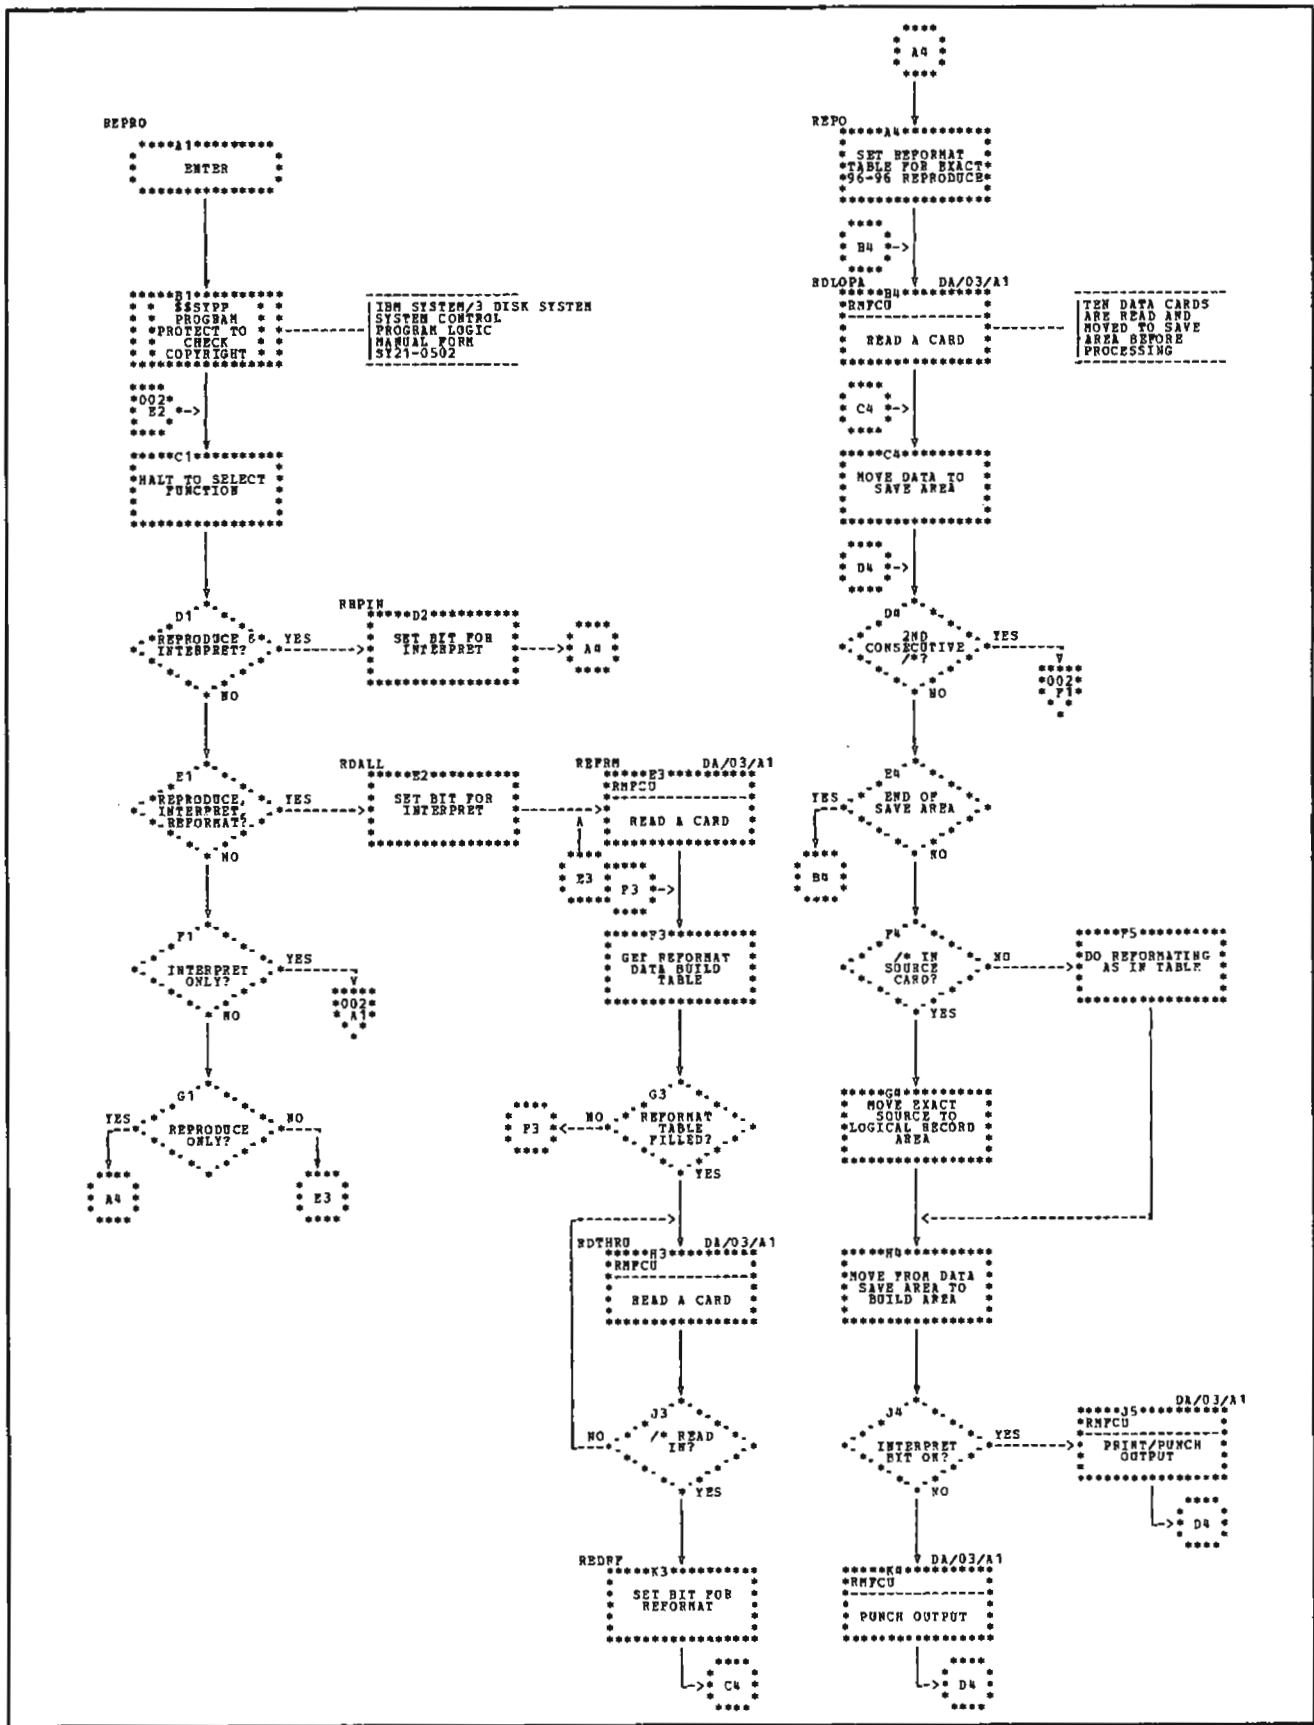 REPRO
A1
ENTER
B1
$$SYPP
PROGRAM
PROTECT TO
CHECK
COPYRIGHT
IBM SYSTEM/3 DISK SYSTEM
SYSTEM CONTROL
PROGRAM LOGIC
MANUAL FORM
SY21-0502
002
E2
C1
HALT TO SELECT
FUNCTION
D1
REPRODUCE &
INTERPRET?
YES
NO
D2
SET BIT FOR
INTERPRET
A4
E1
REPRODUCE,
INTERPRET,
REFORMAT?
YES
NO
RDALL
E2
SET BIT FOR
INTERPRET
A
E3
REFRM
DA/03/A1
E3
RMFCU
READ A CARD
F3
F3
GET REFORMAT
DATA BUILD
TABLE
F1
INTERPRET
ONLY?
YES
V
002
A1
NO
G1
REPRODUCE
ONLY?
YES
A4
NO
E3
G3
REFORMAT
TABLE
FILLED?
NO
F3
YES
RDTHRU
DA/03/A1
H3
RMFCU
READ A CARD
J3
/* READ
IN?
NO
YES
REDRF
K3
SET BIT FOR
REFORMAT
C4
A4
REPO
A4
SET REFORMAT
TABLE FOR EXACT
96-96 REPRODUCE
B4
RDLOPA
DA/03/A1
B4
RMFCU
READ A CARD
TEN DATA CARDS
ARE READ AND
MOVED TO SAVE
AREA BEFORE
PROCESSING
C4
C4
MOVE DATA TO
SAVE AREA
D4
D4
2ND
CONSECUTIVE
/*?
YES
V
002
F1
NO
E4
END OF
SAVE AREA
YES
B4
NO
F4
/* IN
SOURCE
CARD?
NO
YES
F5
DO REFORMATING
AS IN TABLE
G4
MOVE EXACT
SOURCE TO
LOGICAL RECORD
AREA
H4
MOVE FROM DATA
SAVE AREA TO
BUILD AREA
J4
INTERPRET
BIT ON?
YES
NO
DA/03/A1
J5
RMFCU
PRINT/PUNCH
OUTPUT
D4
DA/03/A1
K4
RMFCU
PUNCH OUTPUT
D4